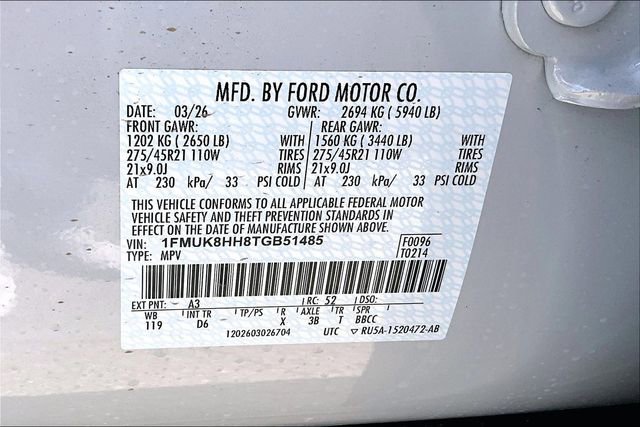 MFD. BY FORD MOTOR CO.
DATE: 03/26 GVWR: 2694 KG ( 5940 LB)
FRONT GAWR: REAR GAWR:
1202 KG ( 2650 LB) WITH 1560 KG ( 3440 LB) WITH
275/45R21 110W TIRES 275/45R21 110W TIRES
21x9.0J RIMS 21x9.0J RIMS
AT 230 kPa/ 33 PSI COLD AT 230 kPa/ 33 PSI COLD
THIS VEHICLE CONFORMS TO ALL APPLICABLE FEDERAL MOTOR
VEHICLE SAFETY AND THEFT PREVENTION STANDARDS IN
EFFECT ON THE DATE OF MANUFACTURE SHOWN ABOVE.
VIN: 1FMUK8HH8TGB51485 F0096
TYPE: MPV T0214
EXT PNT: A3 RC: 52 DSO:
WB INT TR TP/PS R AXLE TR SPR
119 D6 X 3B T BBCC
1202603026704 UTC ▽ RU5A-1520472-AB